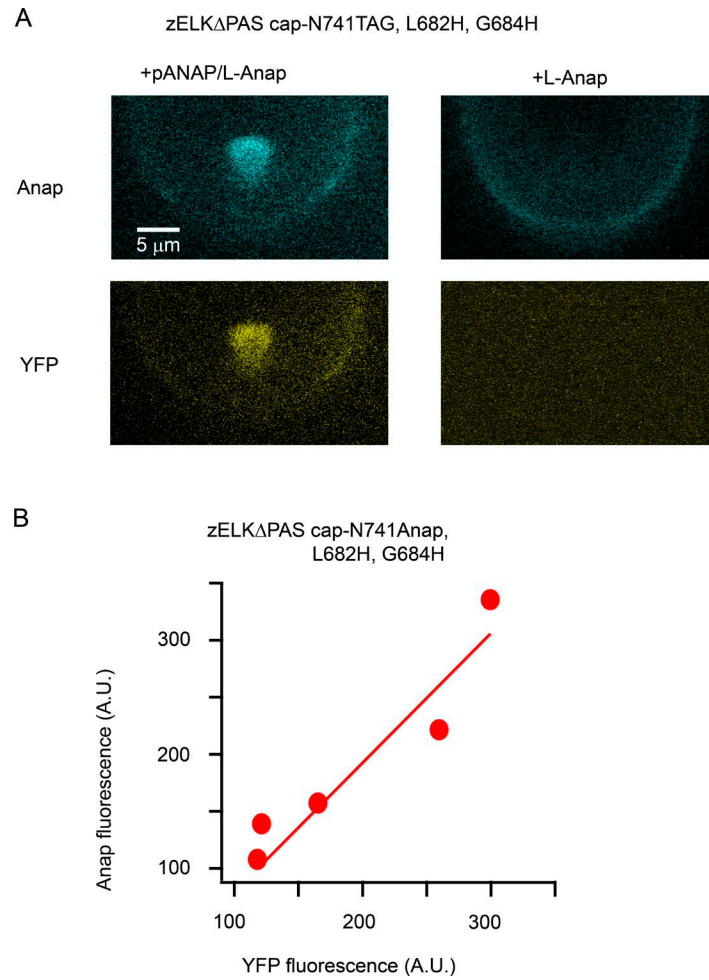 A
zELKΔPAS cap-N741TAG, L682H, G684H
+pANAP/L-Anap
+L-Anap
Anap
5 μm
YFP
B
zELKΔPAS cap-N741Anap,
L682H, G684H
Anap fluorescence (A.U.)
300
200
100
100 200 300
YFP fluorescence (A.U.)